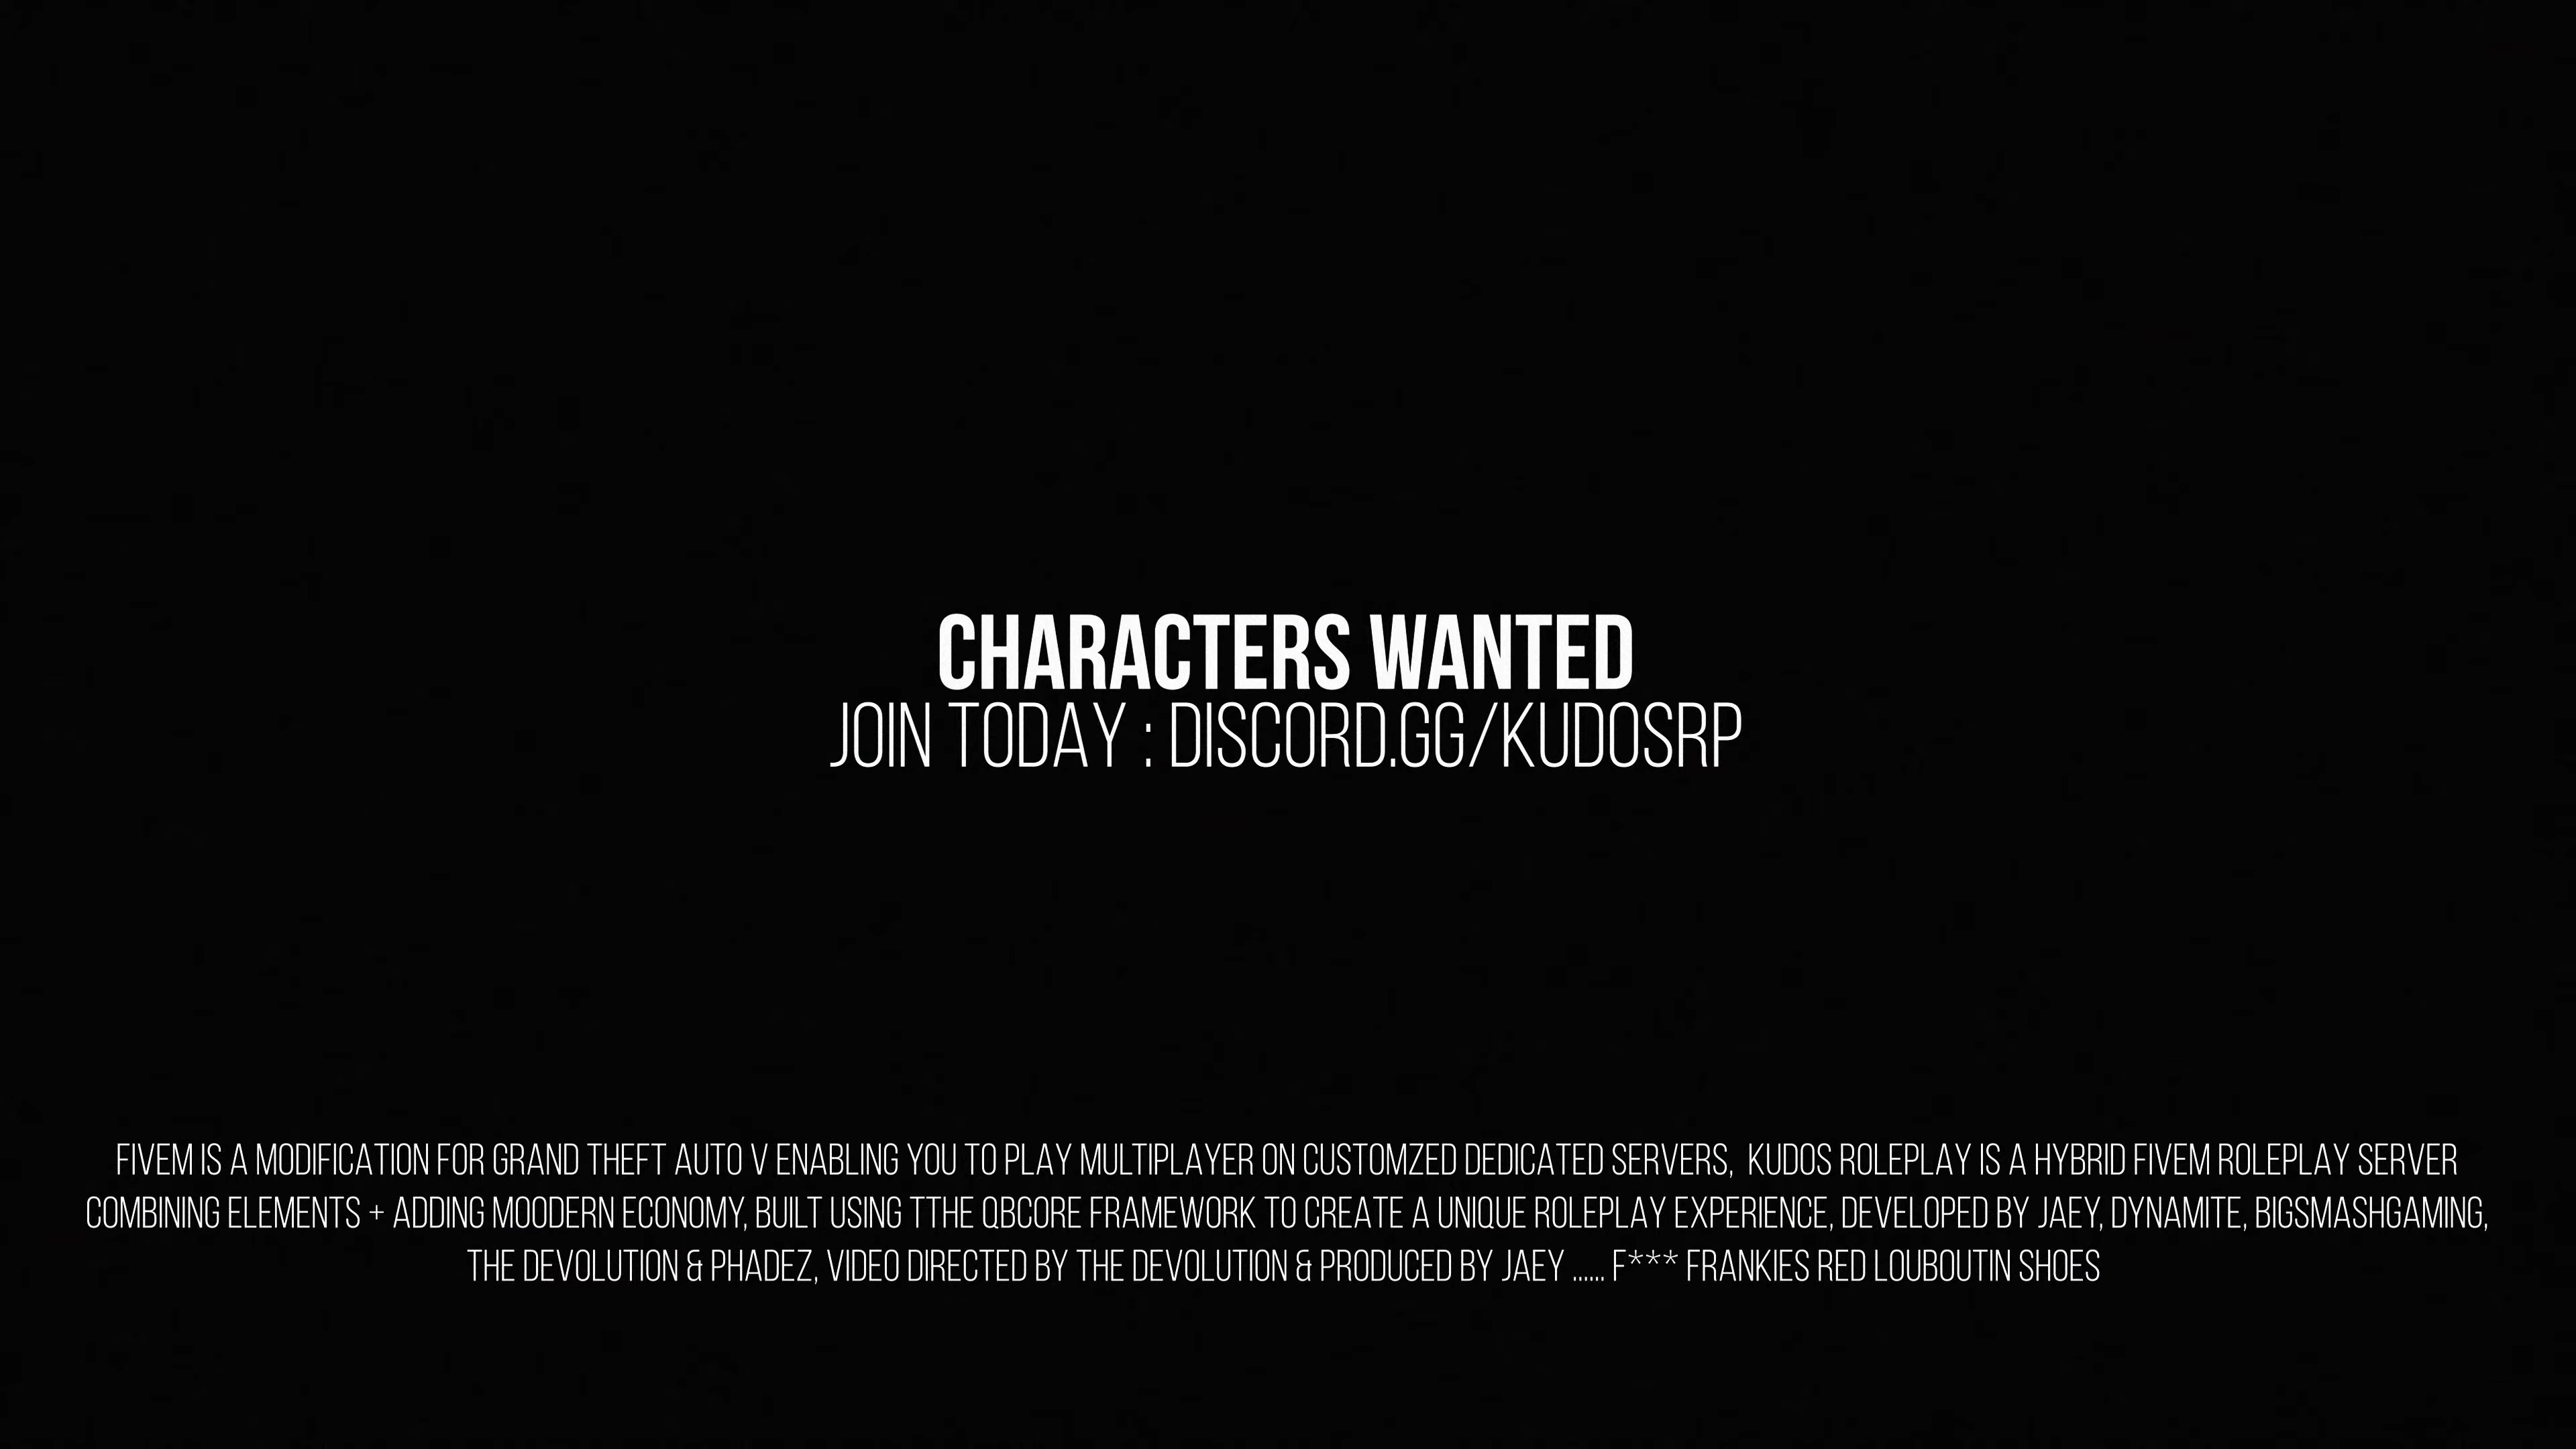 CHARACTERS WANTED
JOIN TODAY : DISCORD.GG/KUDOSRP
FIVEM IS A MODIFICATION FOR GRAND THEFT AUTO V ENABLING YOU TO PLAY MULTIPLAYER ON CUSTOMZED DEDICATED SERVERS, KUDOS ROLEPLAY IS A HYBRID FIVEM ROLEPLAY SERVER
COMBINING ELEMENTS + ADDING MOODERN ECONOMY, BUILT USING TTHE QBCORE FRAMEWORK TO CREATE A UNIQUE ROLEPLAY EXPERIENCE, DEVELOPED BY JAEY, DYNAMITE, BIGSMASHGAMING,
THE DEVOLUTION & PHADEZ, VIDEO DIRECTED BY THE DEVOLUTION & PRODUCED BY JAEY ...... F*** FRANKIES RED LOUBOUTIN SHOES